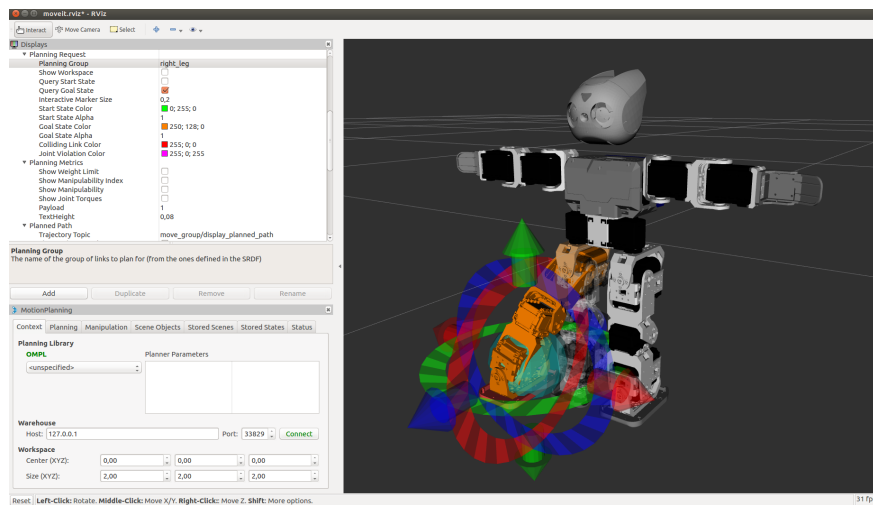 moveit.rviz* - RViz
Interact Move Camera Select
Displays
Planning Request
Planning Group right_leg
Show Workspace
Query Start State
Query Goal State
Interactive Marker Size 0,2
Start State Color 0; 255; 0
Start State Alpha 1
Goal State Color 250; 128; 0
Goal State Alpha 1
Colliding Link Color 255; 0; 0
Joint Violation Color 255; 0; 255
Planning Metrics
Show Weight Limit
Show Manipulability Index
Show Manipulability
Show Joint Torques
Payload 1
TextHeight 0,08
Planned Path
Trajectory Topic move_group/display_planned_path
Planning Group
The name of the group of links to plan for (from the ones defined in the SRDF)
Add Duplicate Remove Rename
MotionPlanning
Context Planning Manipulation Scene Objects Stored Scenes Stored States Status
Planning Library
OMPL Planner Parameters
<unspecified>
Warehouse
Host: 127.0.0.1 Port: 33829 Connect
Workspace
Center (XYZ): 0,00 0,00 0,00
Size (XYZ): 2,00 2,00 2,00
Reset Left-Click: Rotate. Middle-Click: Move X/Y. Right-Click:: Move Z. Shift: More options. 31 fp